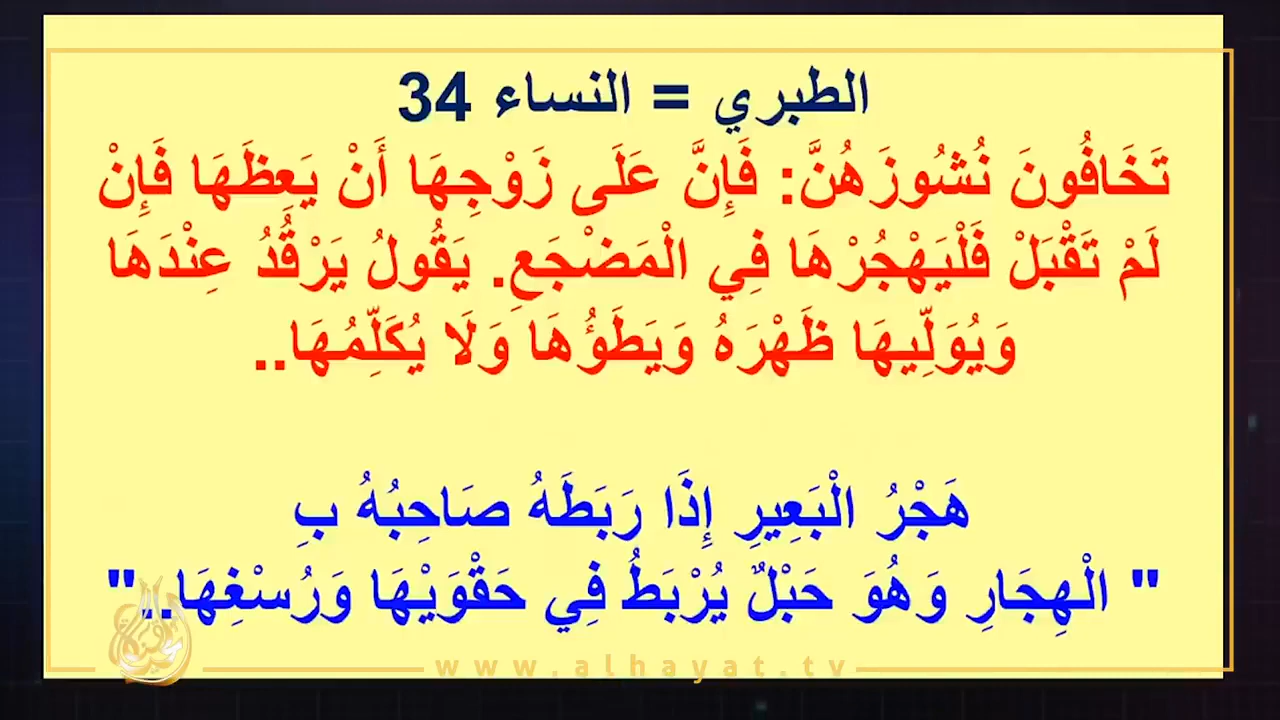 الطبري = النساء 34
تَخَافُونَ نُشُوزَهُنَّ: فَإِنَّ عَلَى زَوْجِهَا أَنْ يَعِظَهَا فَإِنْ
لَمْ تَقْبَلْ فَلْيَهْجُرْهَا فِي الْمَضْجَعِ. يَقُولُ يَرْقُدُ عِنْدَهَا
وَيُوَلِّيهَا ظَهْرَهُ وَيَطَؤُهَا وَلَا يُكَلِّمُهَا..
هَجْرُ الْبَعِيرِ إِذَا رَبَطَهُ صَاحِبُهُ بِ
" الْهِجَارِ وَهُوَ حَبْلٌ يُرْبَطُ فِي حَقْوَيْهَا وَرُسْغِهَا.."
www.alhayat.tv